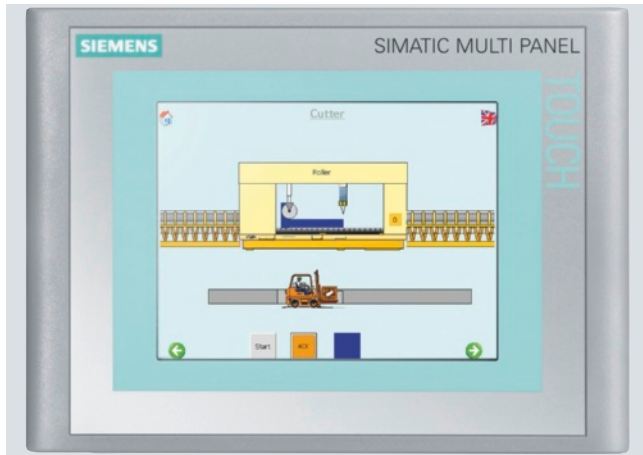 SIEMENS
SIMATIC MULTI PANEL
TOUCH
Cutter
Roller
0
Start